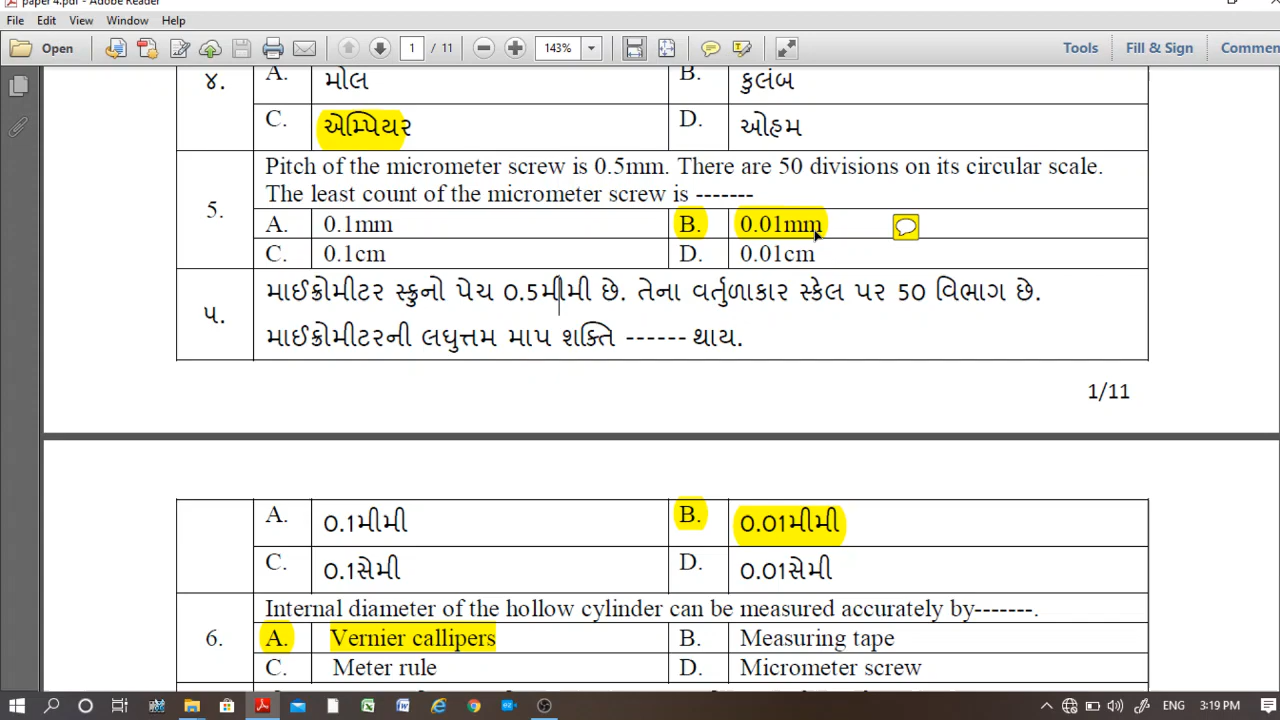 paper 4.pdf - Adobe Reader
File Edit View Window Help
Open 1 / 11 143% Tools Fill & Sign Commen
૪. A. મોલ B. કુલંબ
C. એમ્પિયર D. ઓહમ
5. Pitch of the micrometer screw is 0.5mm. There are 50 divisions on its circular scale.
The least count of the micrometer screw is -------
A. 0.1mm B. 0.01mm
C. 0.1cm D. 0.01cm
૫. માઈક્રોમીટર સ્ક્રુનો પેચ 0.5મીમી છે. તેના વર્તુળાકાર સ્કેલ પર 50 વિભાગ છે.
માઈક્રોમીટરની લઘુત્તમ માપ શક્તિ ------ થાય.
1/11
A. 0.1મીમી B. 0.01મીમી
C. 0.1સેમી D. 0.01સેમી
6. Internal diameter of the hollow cylinder can be measured accurately by-------.
A. Vernier callipers B. Measuring tape
C. Meter rule D. Micrometer screw
ENG 3:19 PM